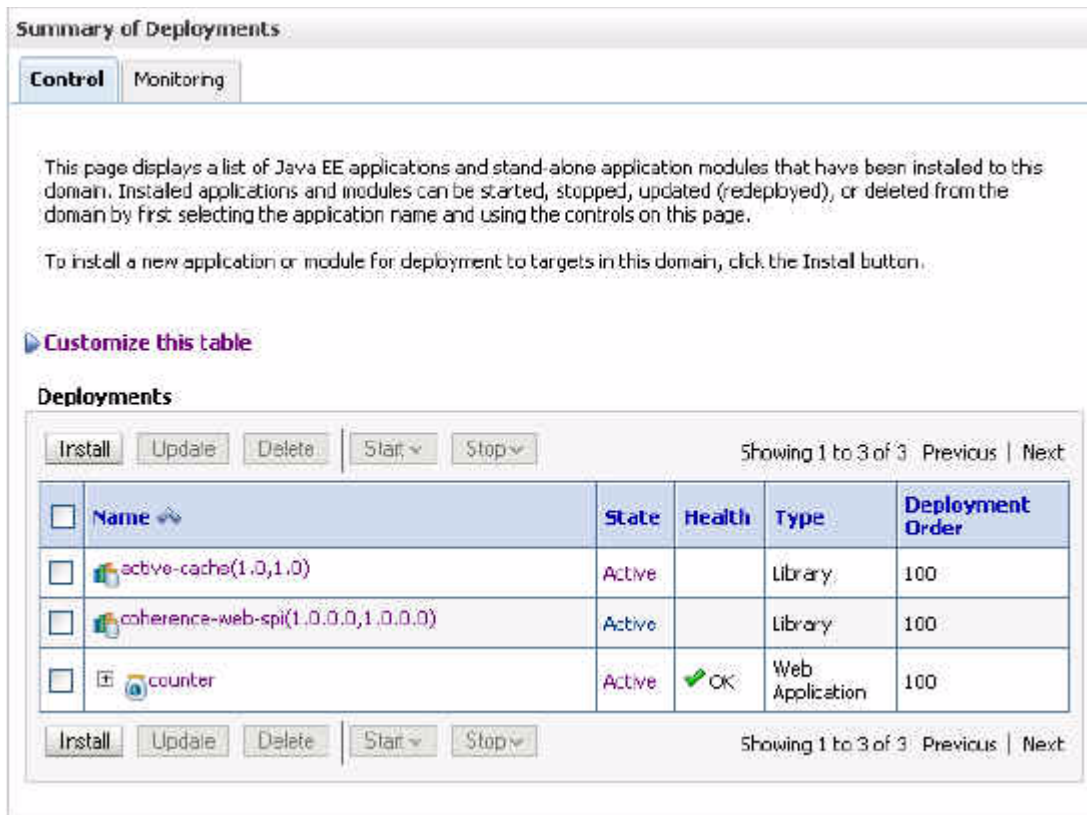 Summary of Deployments
Control Monitoring
This page displays a list of Java EE applications and stand-alone application modules that have been installed to this
domain. Installed applications and modules can be started, stopped, updated (redeployed), or deleted from the
domain by first selecting the application name and using the controls on this page.
To install a new application or module for deployment to targets in this domain, click the Install button.
Customize this table
Deployments
Install Update Delete Start Stop Showing 1 to 3 of 3 Previous | Next
Name State Health Type Deployment Order
active-cache(1.0,1.0) Active Library 100
coherence-web-spi(1.0.0.0,1.0.0.0) Active Library 100
counter Active OK Web Application 100
Install Update Delete Start Stop Showing 1 to 3 of 3 Previous | Next